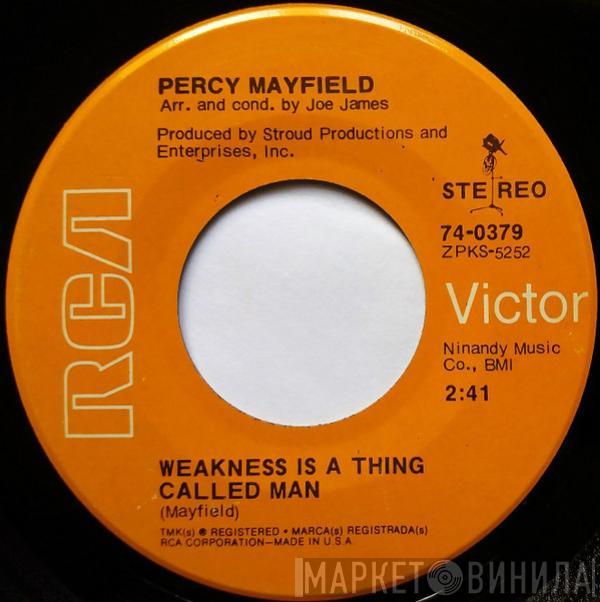 PERCY MAYFIELD
Arr. and cond. by Joe James
Produced by Stroud Productions and
Enterprises, Inc.
STEREO
74-0379
ZPKS-5252
RCA
Victor
Ninandy Music
Co., BMI
2:41
WEAKNESS IS A THING
CALLED MAN
(Mayfield)
TMK(s) ® REGISTERED • MARCA(s) REGISTRADA(s)
RCA CORPORATION—MADE IN U.S.A.
МАРКЕТ ВИНИЛА